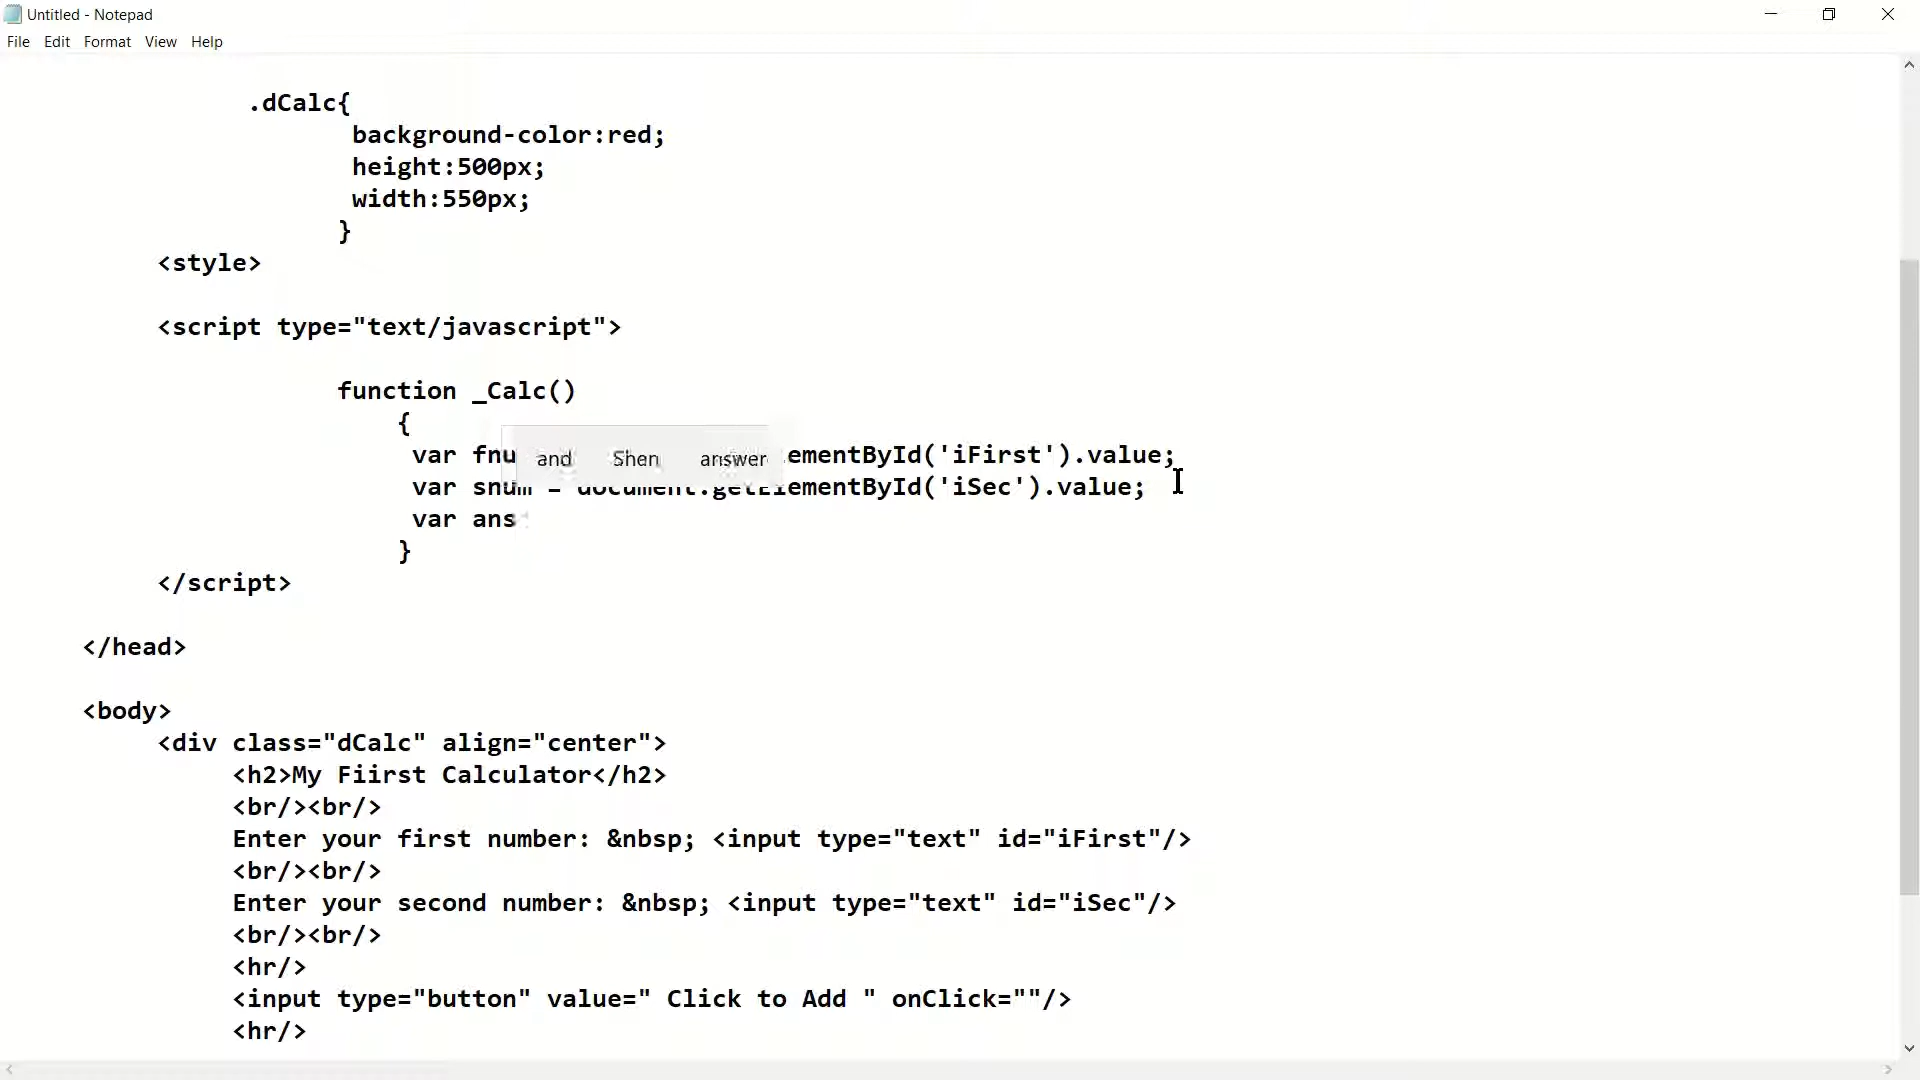 Untitled - Notepad
File Edit Format View Help
.dCalc{
background-color:red;
height:500px;
width:550px;
}
<style>
<script type="text/javascript">
function _Calc()
{
var fnu ementById('iFirst').value;
and Shan answer
var snum = document.getElementById('iSec').value;
var ans
}
</script>
</head>
<body>
<div class="dCalc" align="center">
<h2>My Fiirst Calculator</h2>
<br/><br/>
Enter your first number: &nbsp; <input type="text" id="iFirst"/>
<br/><br/>
Enter your second number: &nbsp; <input type="text" id="iSec"/>
<br/><br/>
<hr/>
<input type="button" value=" Click to Add " onClick=""/>
<hr/>